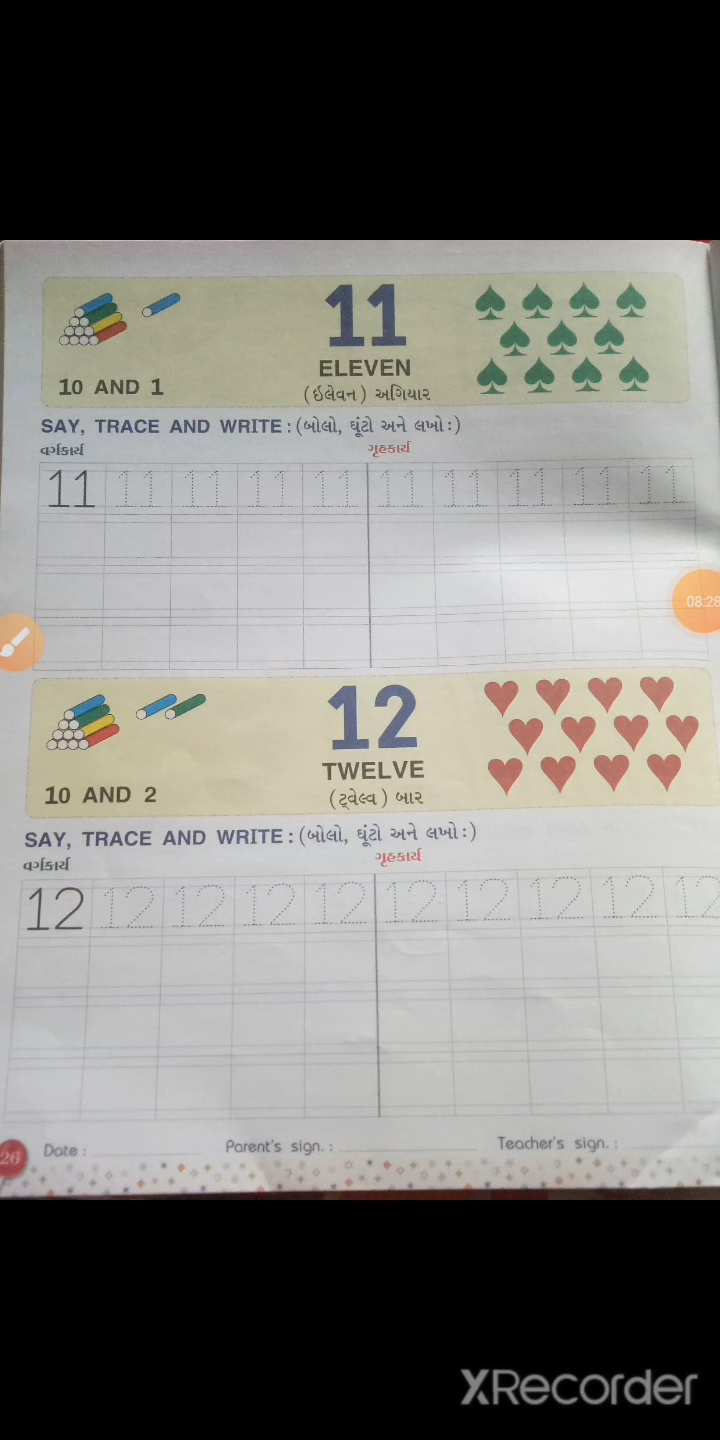 11
ELEVEN
10 AND 1
(ઇલેવન) અગિયાર
SAY, TRACE AND WRITE : (બોલો, ઘૂંટો અને લખો :)
વર્ગકાર્ય ગૃહકાર્ય
11 11 11 11 11 11 11 11 11 11
08:28
12
TWELVE
10 AND 2
(ટ્વેલ્વ) બાર
SAY, TRACE AND WRITE : (બોલો, ઘૂંટો અને લખો :)
વર્ગકાર્ય ગૃહકાર્ય
12 12 12 12 12 12 12 12 12 12
26 Date : Parent's sign. : Teacher's sign. :
XRecorder